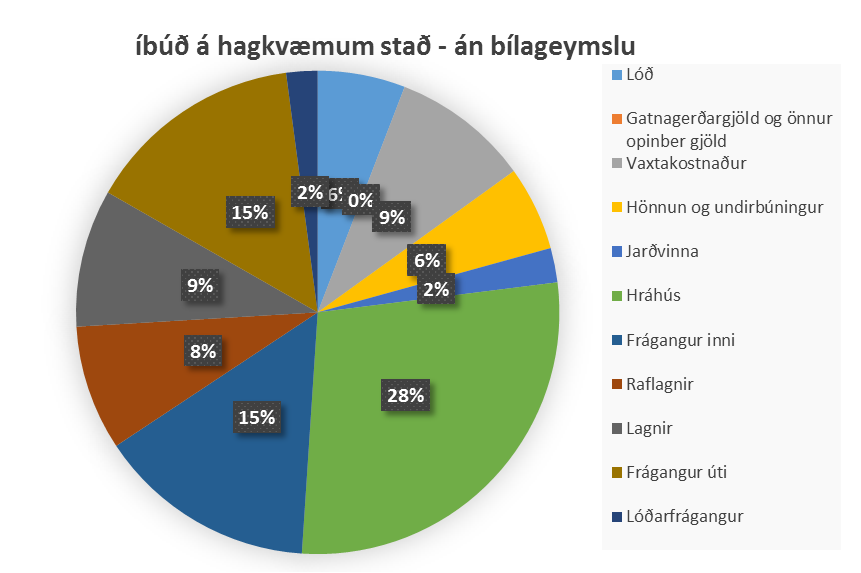 íbúð á hagkvæmum stað - án bílageymslu
Lóð
Gatnagerðargjöld og önnur
opinber gjöld
Vaxtakostnaður
Hönnun og undirbúningur
Jarðvinna
Hráhús
Frágangur inni
Raflagnir
Lagnir
Frágangur úti
Lóðarfrágangur
2%
6%
0%
9%
15%
6%
2%
9%
8%
28%
15%